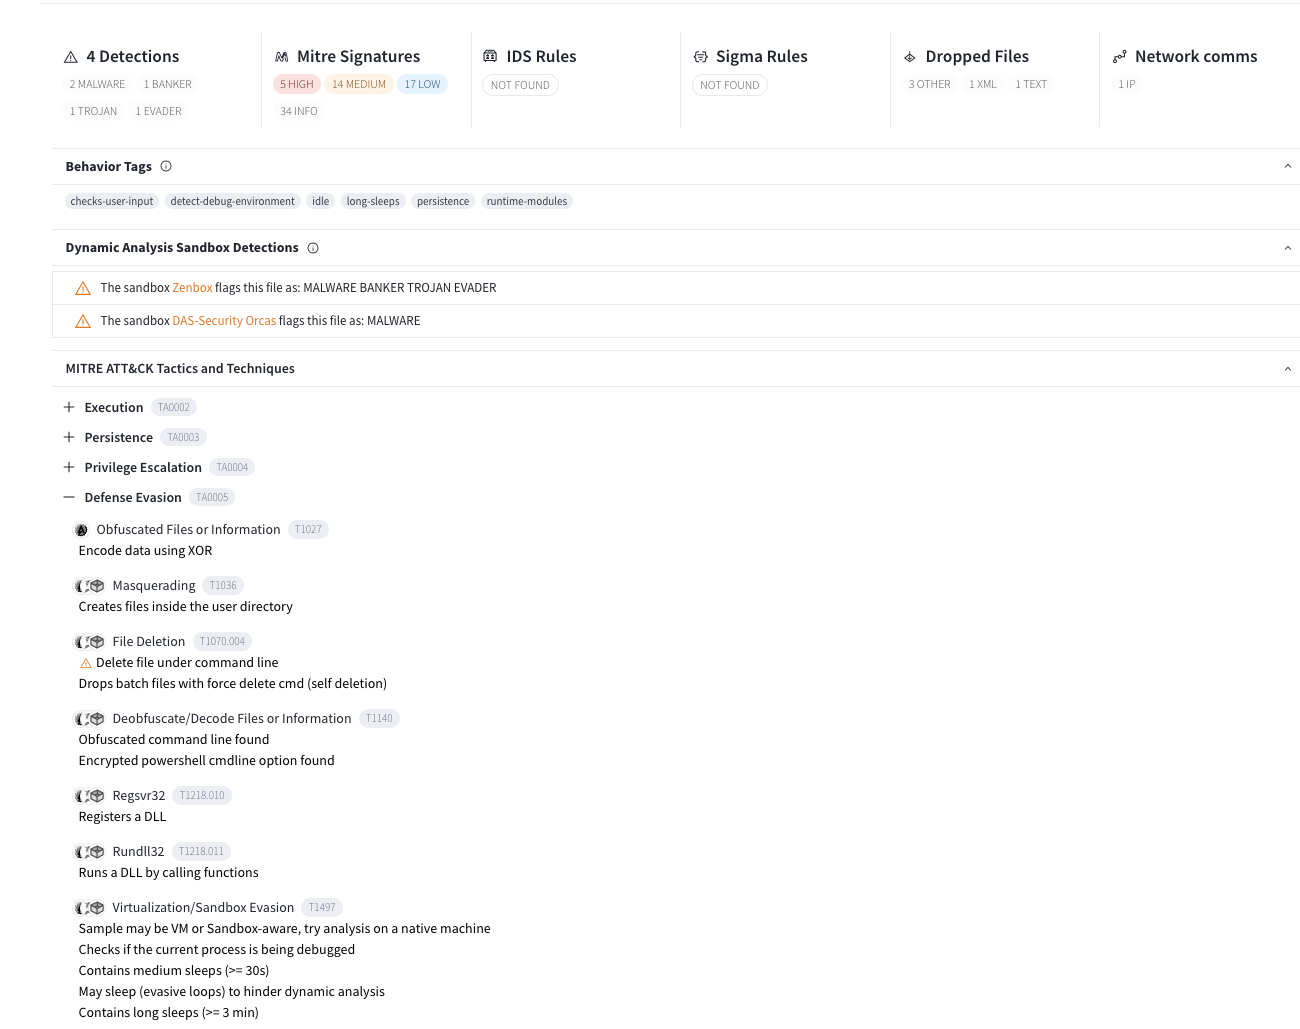 4 Detections
2 MALWARE 1 BANKER
1 TROJAN 1 EVADER
Mitre Signatures
5 HIGH 14 MEDIUM 17 LOW
34 INFO
IDS Rules
NOT FOUND
Sigma Rules
NOT FOUND
Dropped Files
3 OTHER 1 XML 1 TEXT
Network comms
1 IP
Behavior Tags
checks-user-input detect-debug-environment idle long-sleeps persistence runtime-modules
Dynamic Analysis Sandbox Detections
The sandbox Zenbox flags this file as: MALWARE BANKER TROJAN EVADER
The sandbox DAS-Security Orcas flags this file as: MALWARE
MITRE ATT&CK Tactics and Techniques
Execution TA0002
Persistence TA0003
Privilege Escalation TA0004
Defense Evasion TA0005
Obfuscated Files or Information T1027
Encode data using XOR
Masquerading T1036
Creates files inside the user directory
File Deletion T1070.004
Delete file under command line
Drops batch files with force delete cmd (self deletion)
Deobfuscate/Decode Files or Information T1140
Obfuscated command line found
Encrypted powershell cmdline option found
Regsvr32 T1218.010
Registers a DLL
Rundll32 T1218.011
Runs a DLL by calling functions
Virtualization/Sandbox Evasion T1497
Sample may be VM or Sandbox-aware, try analysis on a native machine
Checks if the current process is being debugged
Contains medium sleeps (>= 30s)
May sleep (evasive loops) to hinder dynamic analysis
Contains long sleeps (>= 3 min)